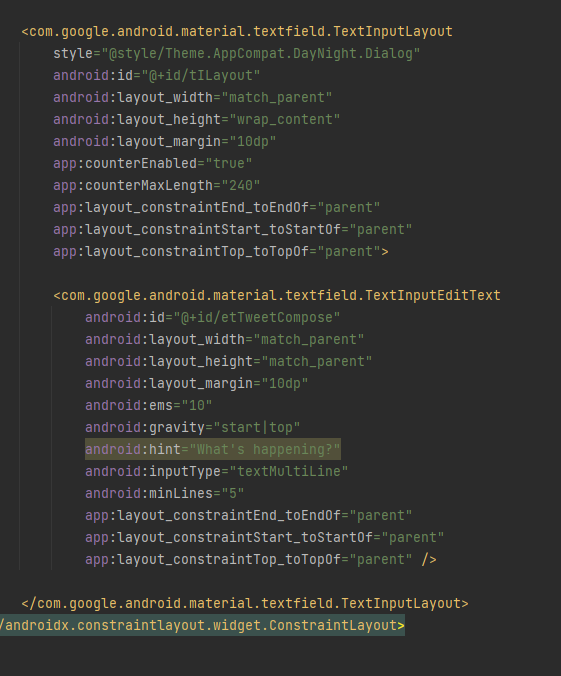 <com.google.android.material.textfield.TextInputLayout
style="@style/Theme.AppCompat.DayNight.Dialog"
android:id="@+id/tILayout"
android:layout_width="match_parent"
android:layout_height="wrap_content"
android:layout_margin="10dp"
app:counterEnabled="true"
app:counterMaxLength="240"
app:layout_constraintEnd_toEndOf="parent"
app:layout_constraintStart_toStartOf="parent"
app:layout_constraintTop_toTopOf="parent">
<com.google.android.material.textfield.TextInputEditText
android:id="@+id/etTweetCompose"
android:layout_width="match_parent"
android:layout_height="match_parent"
android:layout_margin="10dp"
android:ems="10"
android:gravity="start|top"
android:hint="What's happening?"
android:inputType="textMultiLine"
android:minLines="5"
app:layout_constraintEnd_toEndOf="parent"
app:layout_constraintStart_toStartOf="parent"
app:layout_constraintTop_toTopOf="parent" />
</com.google.android.material.textfield.TextInputLayout>
/androidx.constraintlayout.widget.ConstraintLayout>